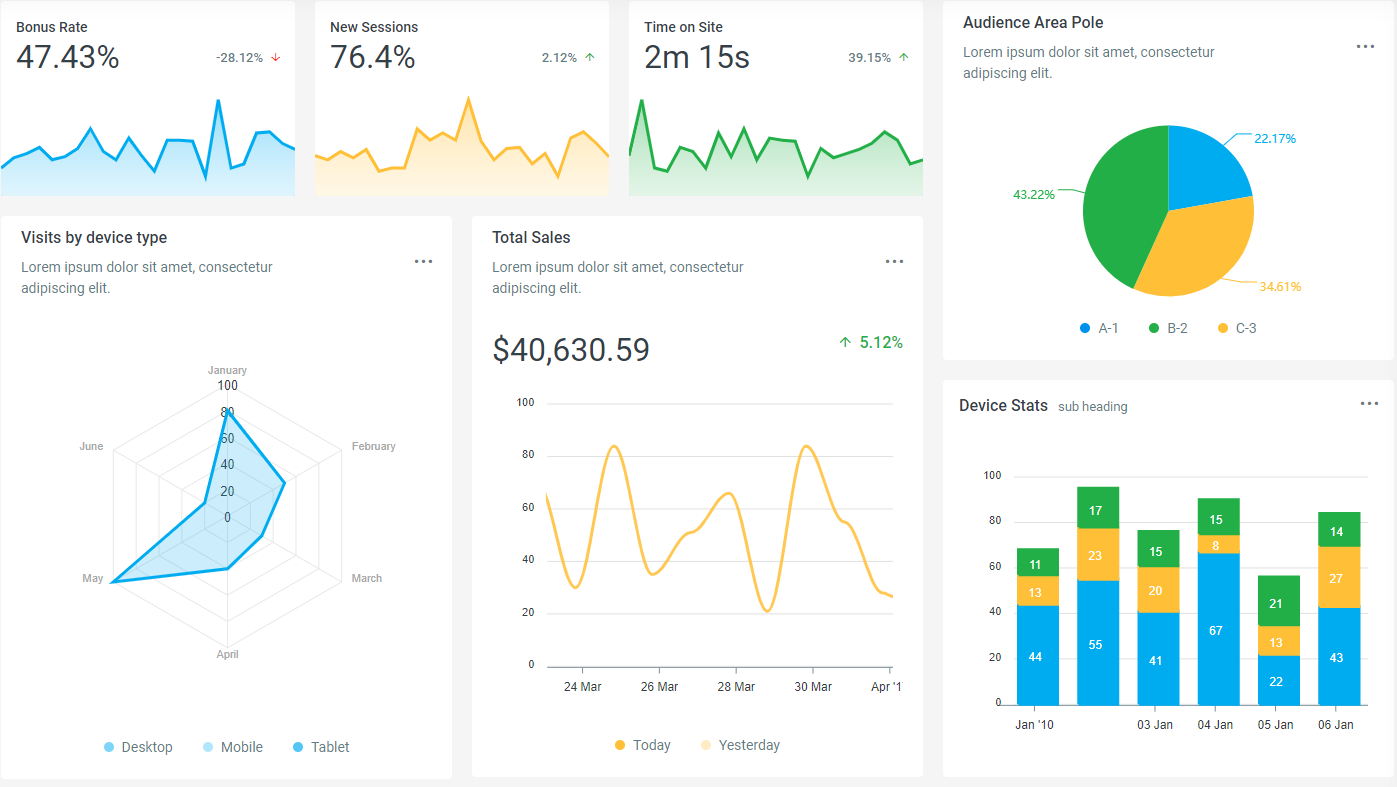 Bonus Rate
47.43%
-28.12% ↓
New Sessions
76.4%
2.12% ↑
Time on Site
2m 15s
39.15% ↑
Audience Area Pole
Lorem ipsum dolor sit amet, consectetur
adipiscing elit.
22.17%
43.22%
34.61%
A-1
B-2
C-3
Visits by device type
Lorem ipsum dolor sit amet, consectetur
adipiscing elit.
January
100
80
60
40
20
0
June
February
May
March
April
Desktop
Mobile
Tablet
Total Sales
Lorem ipsum dolor sit amet, consectetur
adipiscing elit.
$40,630.59
↑ 5.12%
100
80
60
40
20
0
24 Mar
26 Mar
28 Mar
30 Mar
Apr '1
Today
Yesterday
Device Stats sub heading
100
80
60
40
20
0
11
13
44
17
23
55
15
20
41
15
8
67
21
13
22
14
27
43
Jan '10
03 Jan
04 Jan
05 Jan
06 Jan